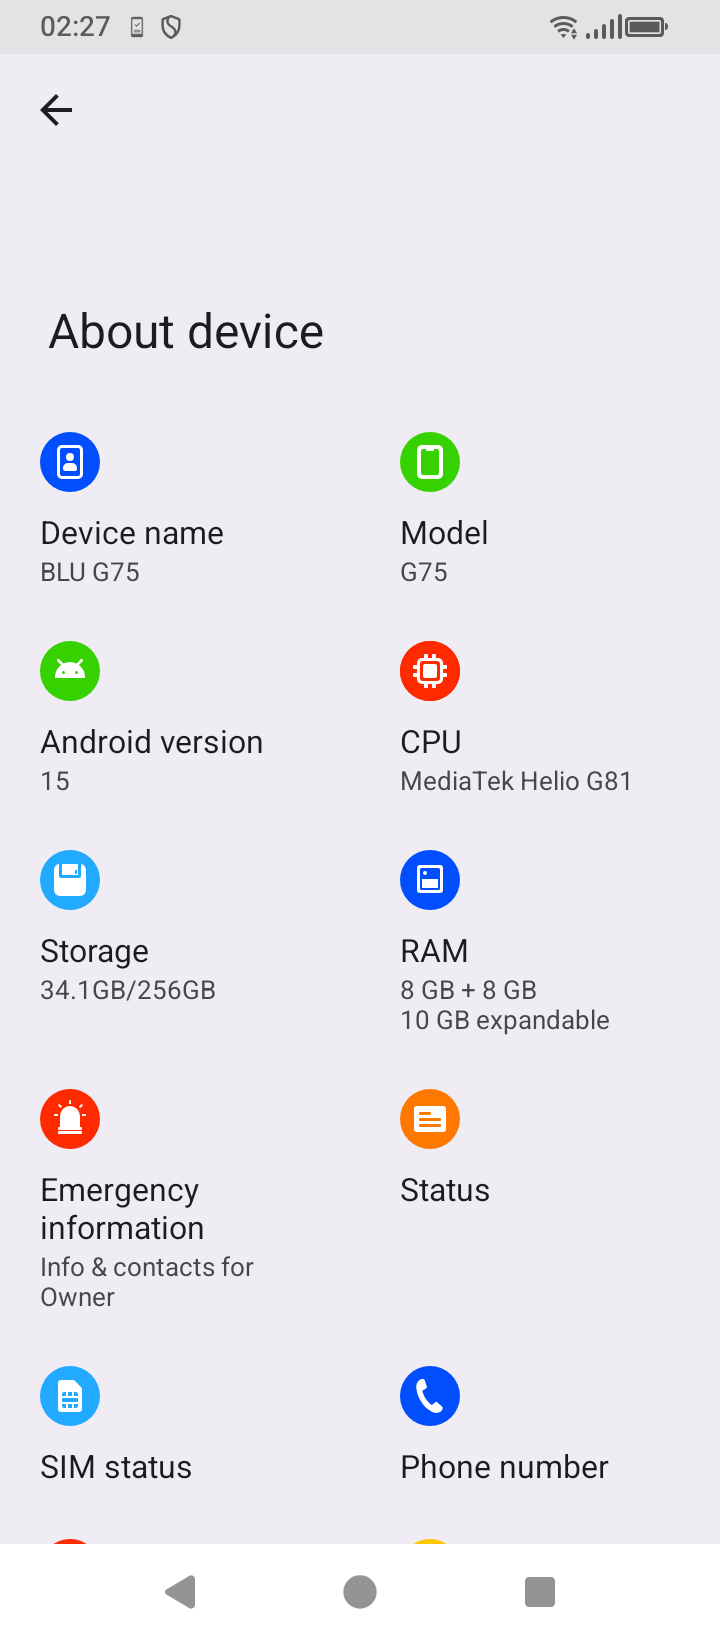 02:27
About device
Device name
BLU G75
Model
G75
Android version
15
CPU
MediaTek Helio G81
Storage
34.1GB/256GB
RAM
8 GB + 8 GB
10 GB expandable
Emergency
information
Info & contacts for
Owner
Status
SIM status
Phone number